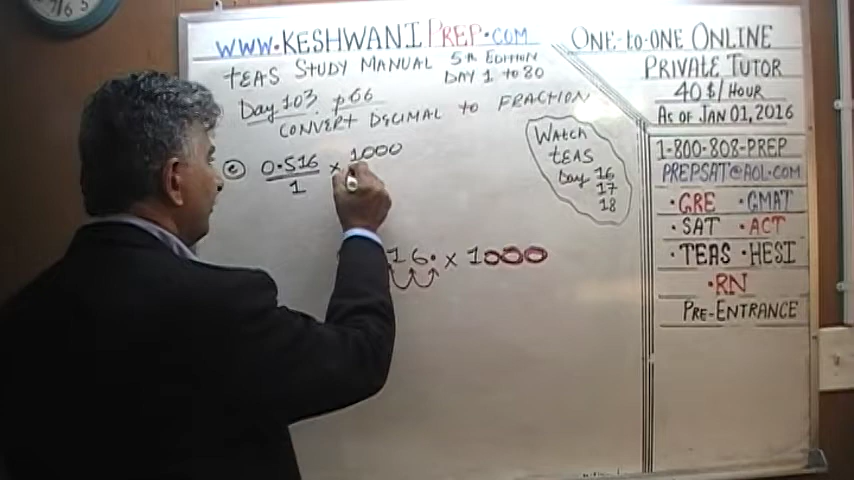 www.KESHWANIPREP.COM
TEAS STUDY MANUAL 5th EDITION
DAY 1 TO 80
Day 103, p66
CONVERT DECIMAL to FRACTION
c 0.516 x 1000
1
16. x 1000
Watch
TEAS
Day 16
17
18
ONE-to-ONE ONLINE
PRIVATE TUTOR
40$/HOUR
AS OF JAN 01, 2016
1-800-808-PREP
PREPSAT@AOL.COM
•GRE •GMAT
•SAT •ACT
•TEAS •HESI
•RN
PRE-ENTRANCE